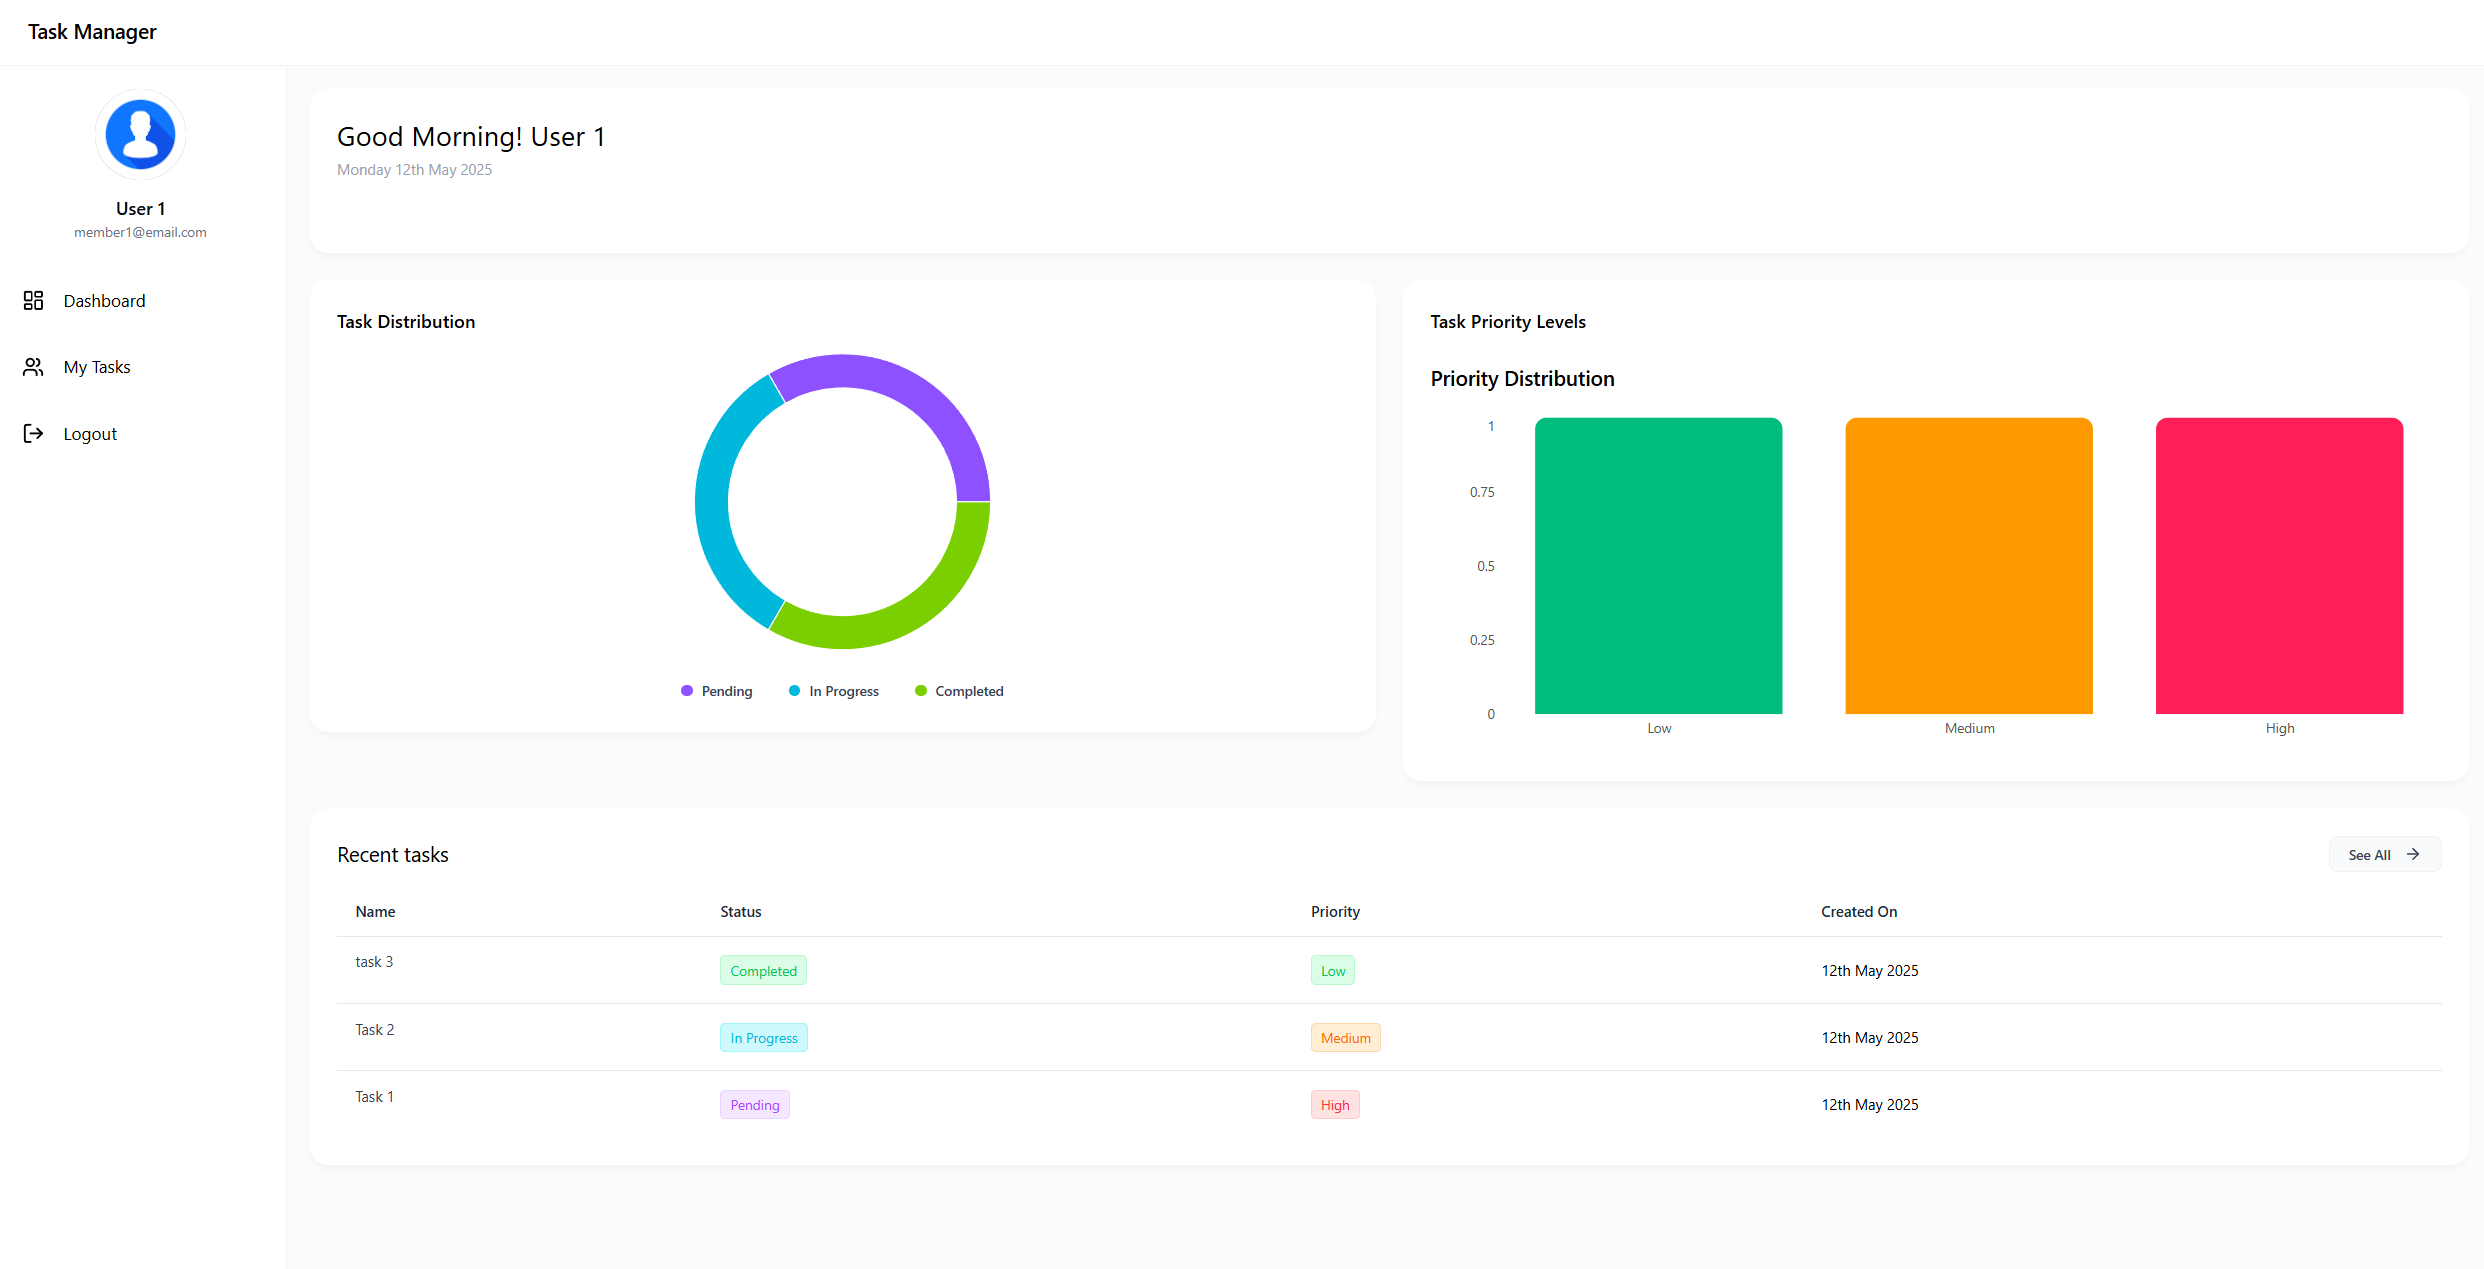 Task Manager
User 1
member1@email.com
Dashboard
My Tasks
Logout
Good Morning! User 1
Monday 12th May 2025
Task Distribution
Pending In Progress Completed
Task Priority Levels
Priority Distribution
1
0.75
0.5
0.25
0
Low Medium High
Recent tasks
See All
Name Status Priority Created On
task 3 Completed Low 12th May 2025
Task 2 In Progress Medium 12th May 2025
Task 1 Pending High 12th May 2025